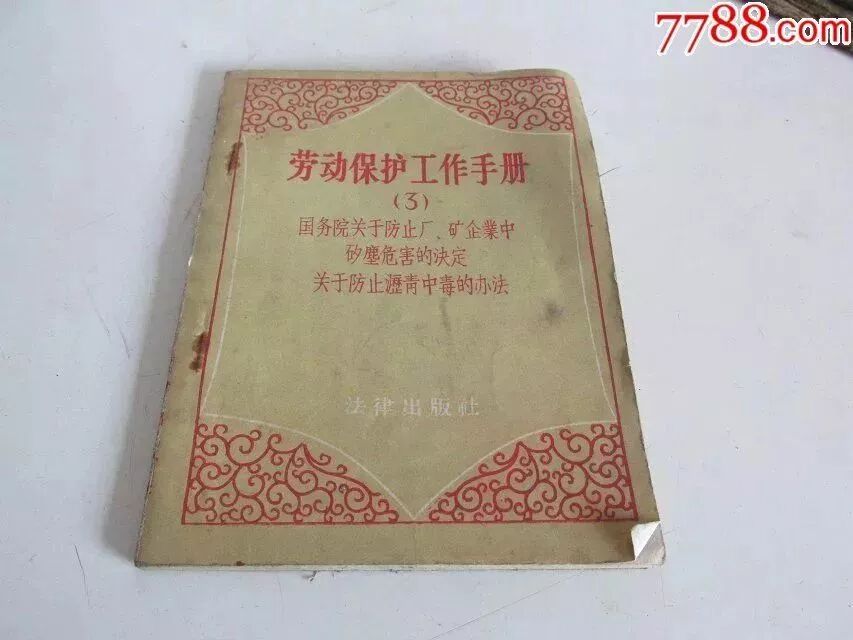 7788.com
劳动保护工作手册
(3)
国务院关于防止厂、矿企業中
矽塵危害的决定
关于防止瀝青中毒的办法
法律出版社